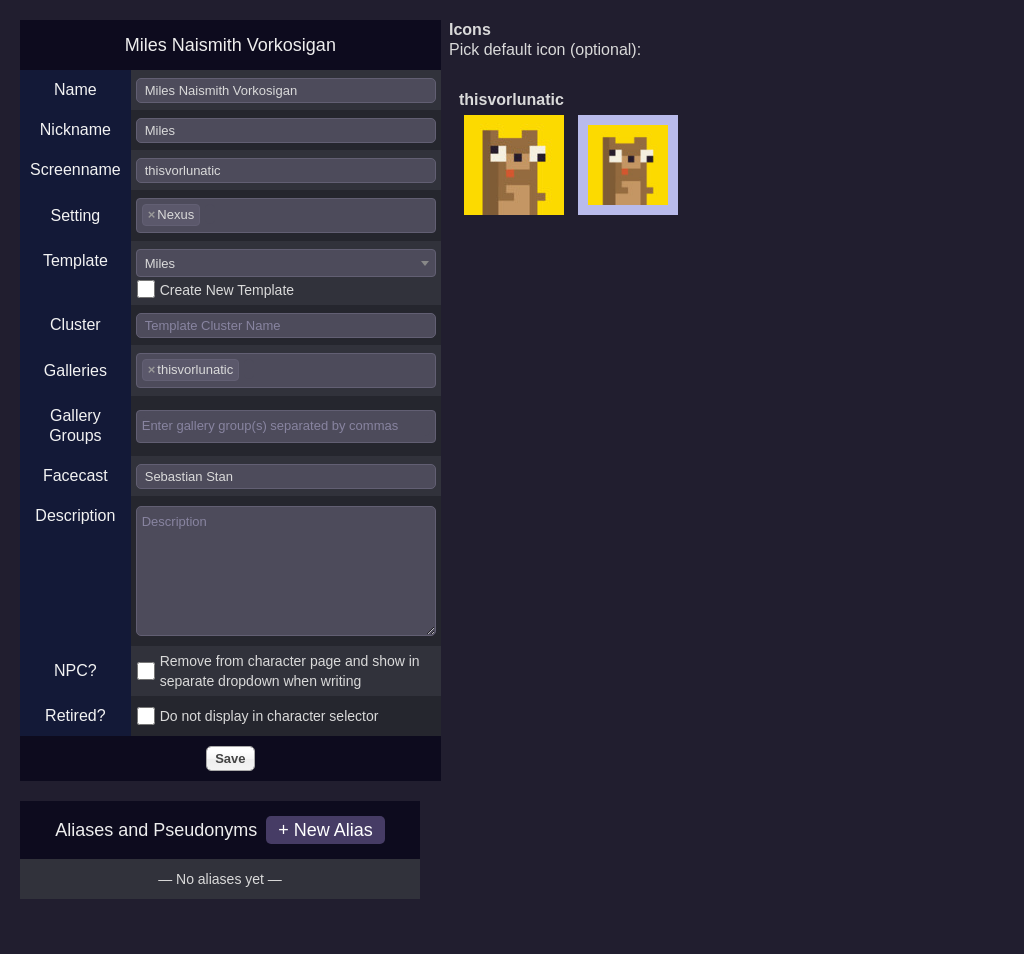 Miles Naismith Vorkosigan
Name
Miles Naismith Vorkosigan
Nickname
Miles
Screenname
thisvorlunatic
Setting
×Nexus
Template
Miles
Create New Template
Cluster
Template Cluster Name
Galleries
×thisvorlunatic
Gallery
Groups
Enter gallery group(s) separated by commas
Facecast
Sebastian Stan
Description
Description
NPC?
Remove from character page and show in
separate dropdown when writing
Retired?
Do not display in character selector
Save
Aliases and Pseudonyms + New Alias
— No aliases yet —
Icons
Pick default icon (optional):
thisvorlunatic